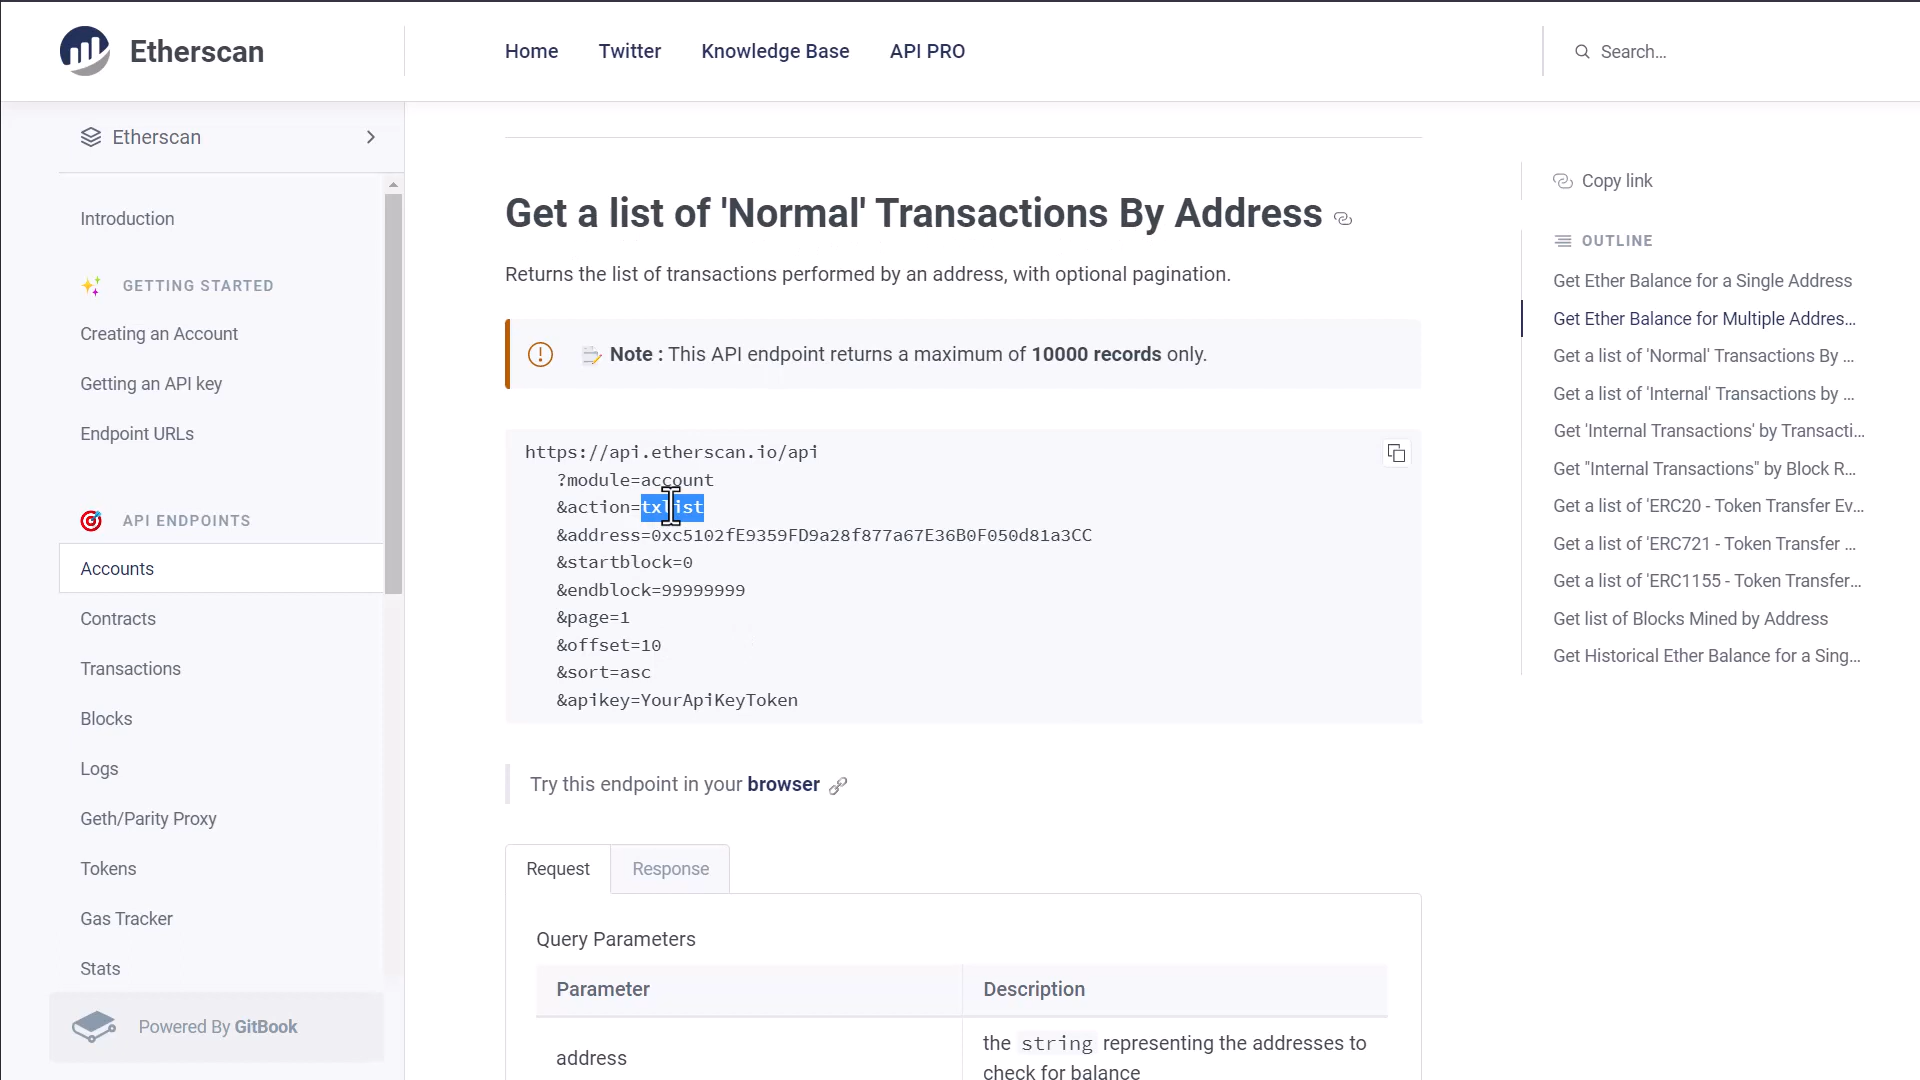 Etherscan
Home
Twitter
Knowledge Base
API PRO
Search...
Etherscan
Introduction
GETTING STARTED
Creating an Account
Getting an API key
Endpoint URLs
API ENDPOINTS
Accounts
Contracts
Transactions
Blocks
Logs
Geth/Parity Proxy
Tokens
Gas Tracker
Stats
Powered By GitBook
Get a list of 'Normal' Transactions By Address
Returns the list of transactions performed by an address, with optional pagination.
Note : This API endpoint returns a maximum of 10000 records only.
https://api.etherscan.io/api
?module=account
&action=txlist
&address=0xc5102fE9359FD9a28f877a67E36B0F050d81a3CC
&startblock=0
&endblock=99999999
&page=1
&offset=10
&sort=asc
&apikey=YourApiKeyToken
Try this endpoint in your browser
Request
Response
Query Parameters
Parameter
Description
address
the string representing the addresses to
check for balance
Copy link
OUTLINE
Get Ether Balance for a Single Address
Get Ether Balance for Multiple Addres...
Get a list of 'Normal' Transactions By ...
Get a list of 'Internal' Transactions by ...
Get 'Internal Transactions' by Transacti...
Get "Internal Transactions" by Block R...
Get a list of 'ERC20 - Token Transfer Ev...
Get a list of 'ERC721 - Token Transfer ...
Get a list of 'ERC1155 - Token Transfer...
Get list of Blocks Mined by Address
Get Historical Ether Balance for a Sing...